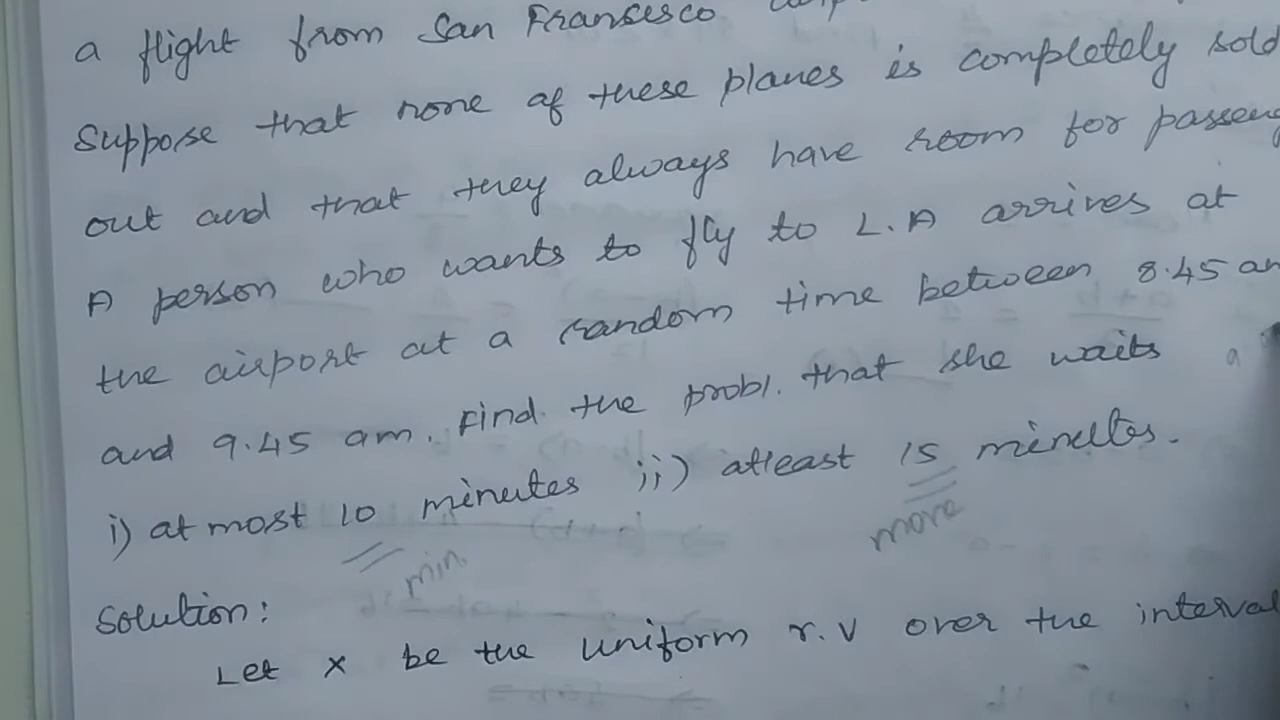 a flight from San Fransesco
Suppose that none of these planes is completely sold
out and that they always have room for passeng
A person who wants to fly to L.A arrives at
the airport at a random time between 8.45 am
and 9.45 am. Find the probl. that she waits a
i) at most 10 minutes ii) atleast 15 minutes.
min more
Solution:
Let x be the uniform r.v over the interval